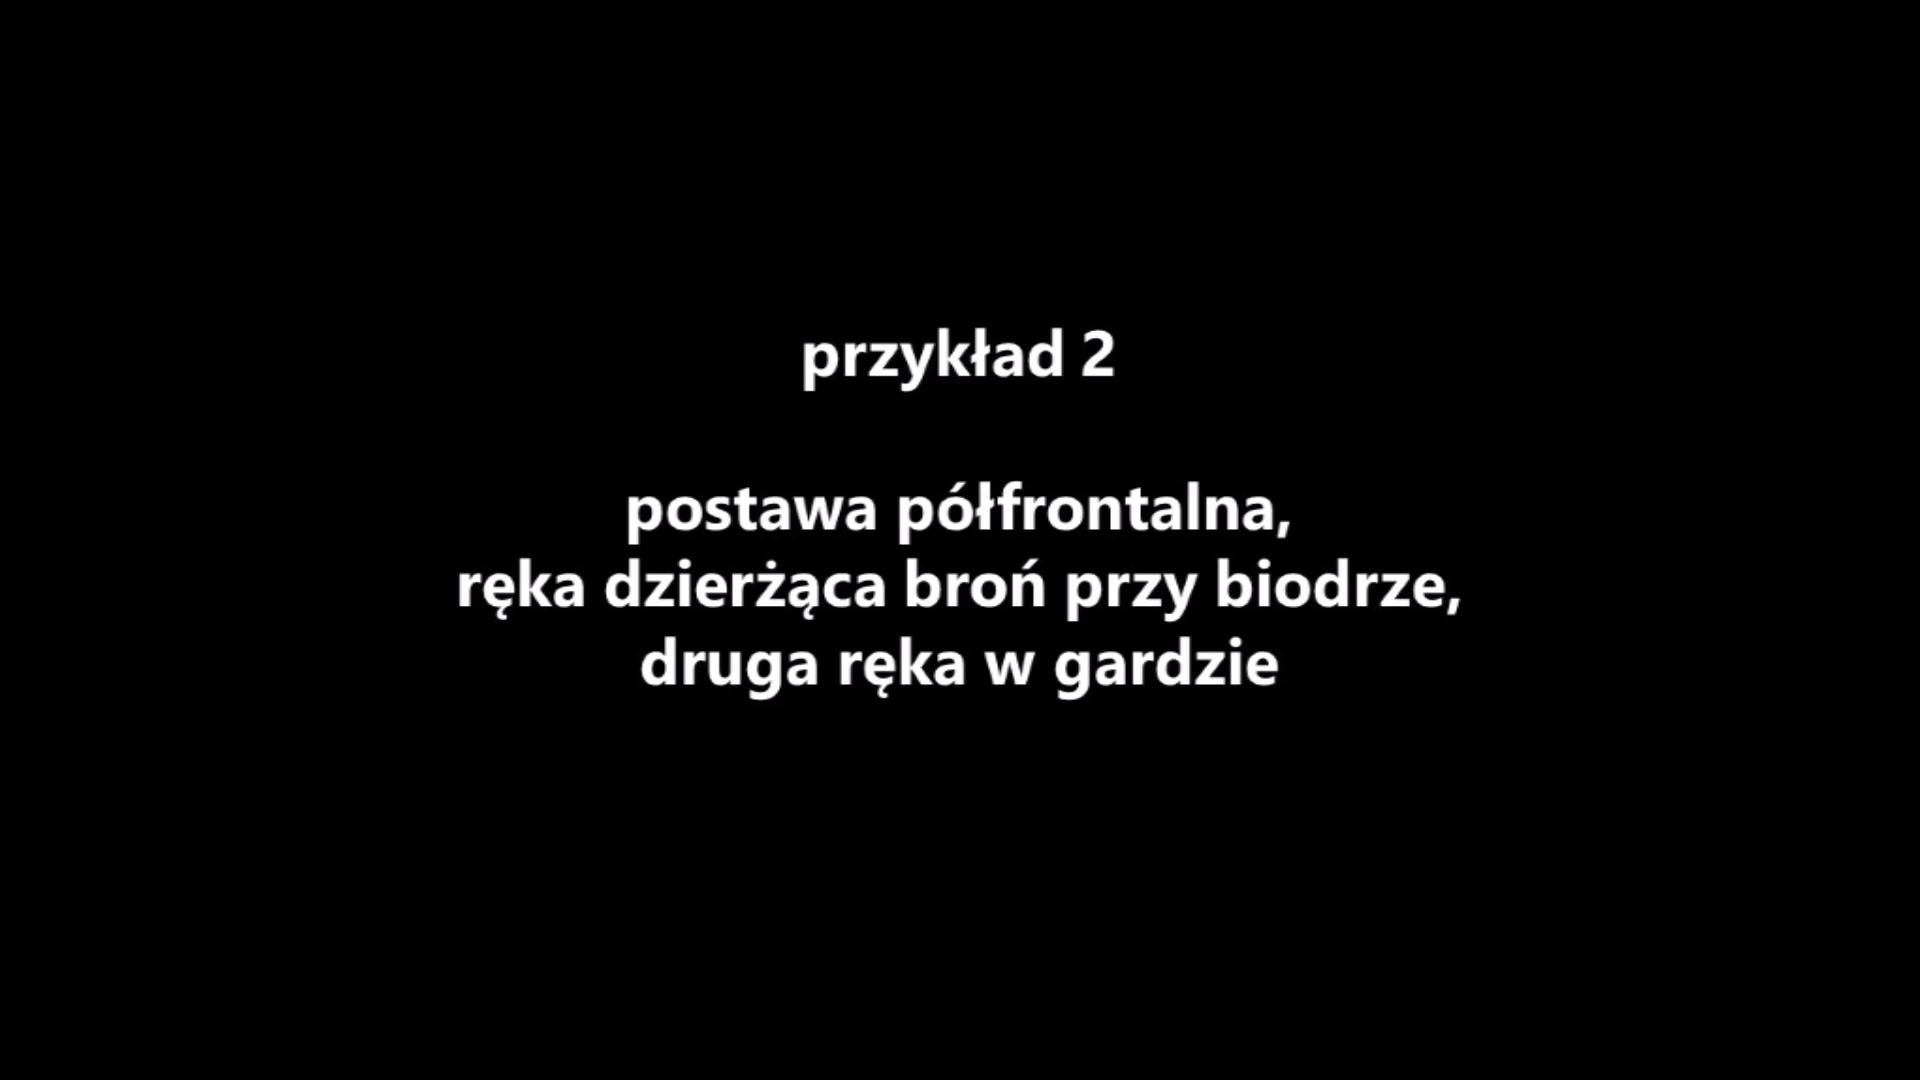 przykład 2
postawa półfrontalna,
ręka dzierżąca broń przy biodrze,
druga ręka w gardzie